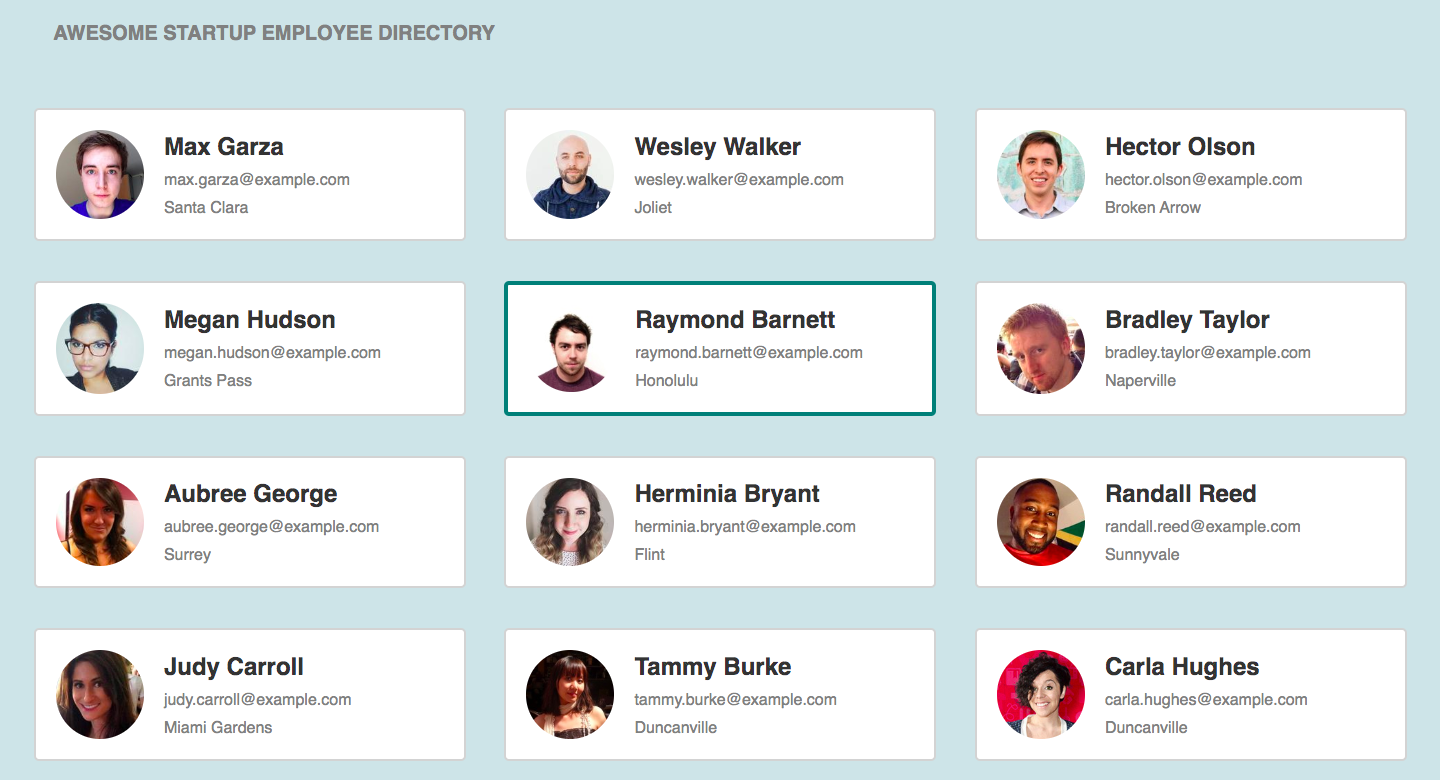 AWESOME STARTUP EMPLOYEE DIRECTORY
Max Garza
max.garza@example.com
Santa Clara
Wesley Walker
wesley.walker@example.com
Joliet
Hector Olson
hector.olson@example.com
Broken Arrow
Megan Hudson
megan.hudson@example.com
Grants Pass
Raymond Barnett
raymond.barnett@example.com
Honolulu
Bradley Taylor
bradley.taylor@example.com
Naperville
Aubree George
aubree.george@example.com
Surrey
Herminia Bryant
herminia.bryant@example.com
Flint
Randall Reed
randall.reed@example.com
Sunnyvale
Judy Carroll
judy.carroll@example.com
Miami Gardens
Tammy Burke
tammy.burke@example.com
Duncanville
Carla Hughes
carla.hughes@example.com
Duncanville